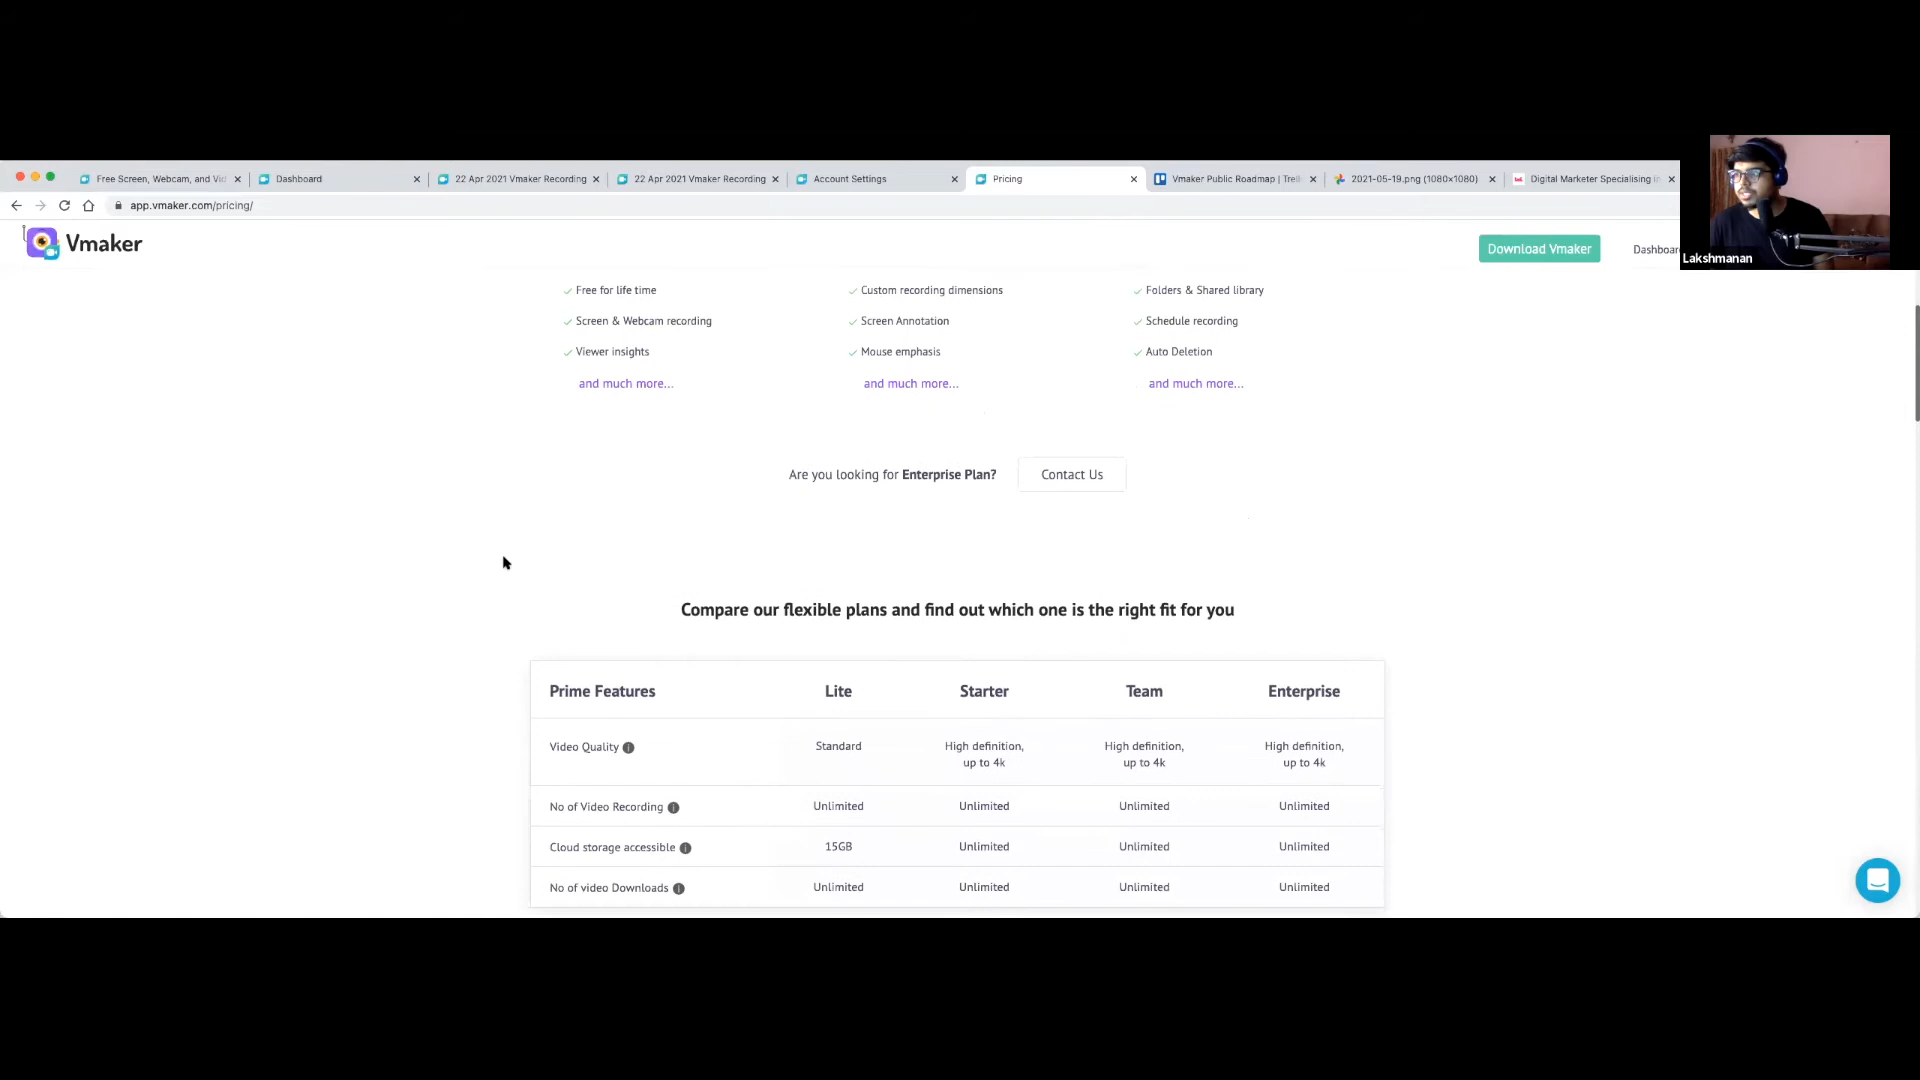 Free Screen, Webcam, and Vid
Dashboard
22 Apr 2021 Vmaker Recording
22 Apr 2021 Vmaker Recording
Account Settings
Pricing
Vmaker Public Roadmap | Trell
2021-05-19.png (1080×1080)
Digital Marketer Specialising in
app.vmaker.com/pricing/
Vmaker
Download Vmaker
Dashboar
Lakshmanan
Free for life time
Custom recording dimensions
Folders & Shared library
Screen & Webcam recording
Screen Annotation
Schedule recording
Viewer insights
Mouse emphasis
Auto Deletion
and much more...
and much more...
and much more...
Are you looking for Enterprise Plan?
Contact Us
Compare our flexible plans and find out which one is the right fit for you
Prime Features Lite Starter Team Enterprise
Video Quality Standard High definition, High definition, High definition,
up to 4k up to 4k up to 4k
No of Video Recording Unlimited Unlimited Unlimited Unlimited
Cloud storage accessible 15GB Unlimited Unlimited Unlimited
No of video Downloads Unlimited Unlimited Unlimited Unlimited